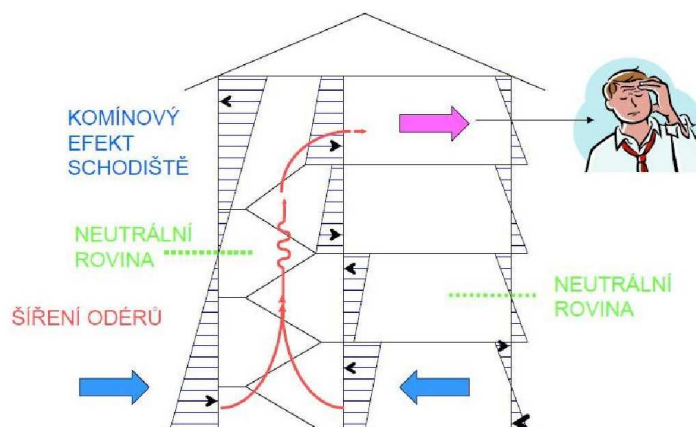 KOMÍNOVÝ
EFEKT
SCHODIŠTĚ
NEUTRÁLNÍ
ROVINA
ŠÍŘENÍ ODÉRŮ
NEUTRÁLNÍ
ROVINA